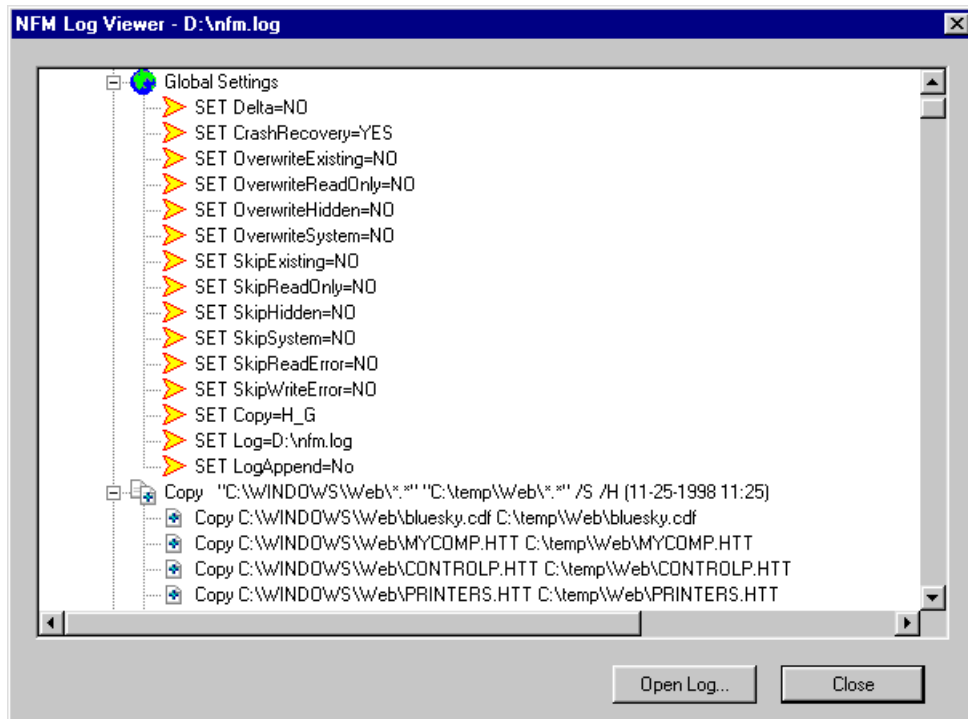 NFM Log Viewer - D:\nfm.log
Global Settings
SET Delta=NO
SET CrashRecovery=YES
SET OverwriteExisting=NO
SET OverwriteReadOnly=NO
SET OverwriteHidden=NO
SET OverwriteSystem=NO
SET SkipExisting=NO
SET SkipReadOnly=NO
SET SkipHidden=NO
SET SkipSystem=NO
SET SkipReadError=NO
SET SkipWriteError=NO
SET Copy=H_G
SET Log=D:\nfm.log
SET LogAppend=No
Copy "C:\WINDOWS\Web\*.*" "C:\temp\Web\*.*" /S /H (11-25-1998 11:25)
Copy C:\WINDOWS\Web\bluesky.cdf C:\temp\Web\bluesky.cdf
Copy C:\WINDOWS\Web\MYCOMP.HTT C:\temp\Web\MYCOMP.HTT
Copy C:\WINDOWS\Web\CONTROLP.HTT C:\temp\Web\CONTROLP.HTT
Copy C:\WINDOWS\Web\PRINTERS.HTT C:\temp\Web\PRINTERS.HTT
Open Log... Close